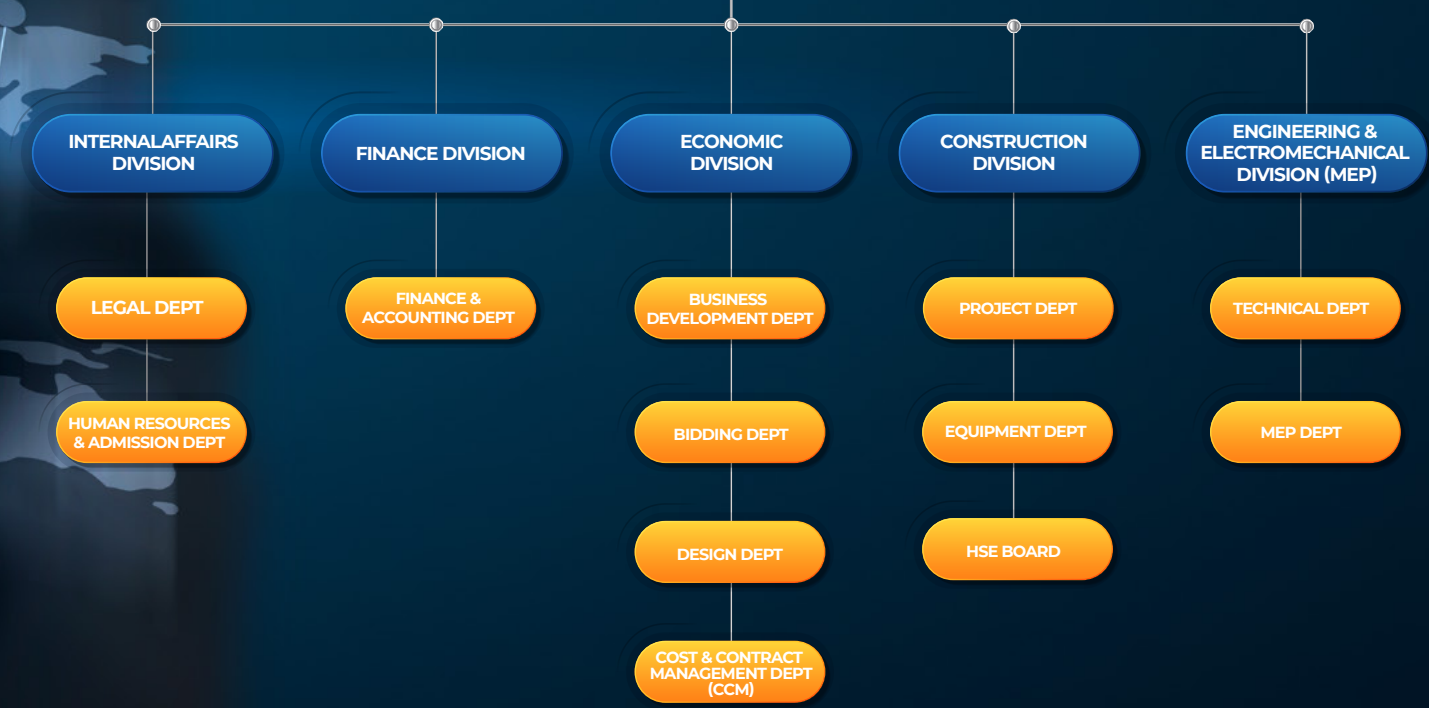 INTERNALAFFAIRS
DIVISION
FINANCE DIVISION
ECONOMIC
DIVISION
CONSTRUCTION
DIVISION
ENGINEERING &
ELECTROMECHANICAL
DIVISION (MEP)
LEGAL DEPT
FINANCE &
ACCOUNTING DEPT
BUSINESS
DEVELOPMENT DEPT
PROJECT DEPT
TECHNICAL DEPT
HUMAN RESOURCES
& ADMISSION DEPT
BIDDING DEPT
EQUIPMENT DEPT
MEP DEPT
DESIGN DEPT
HSE BOARD
COST & CONTRACT
MANAGEMENT DEPT
(CCM)